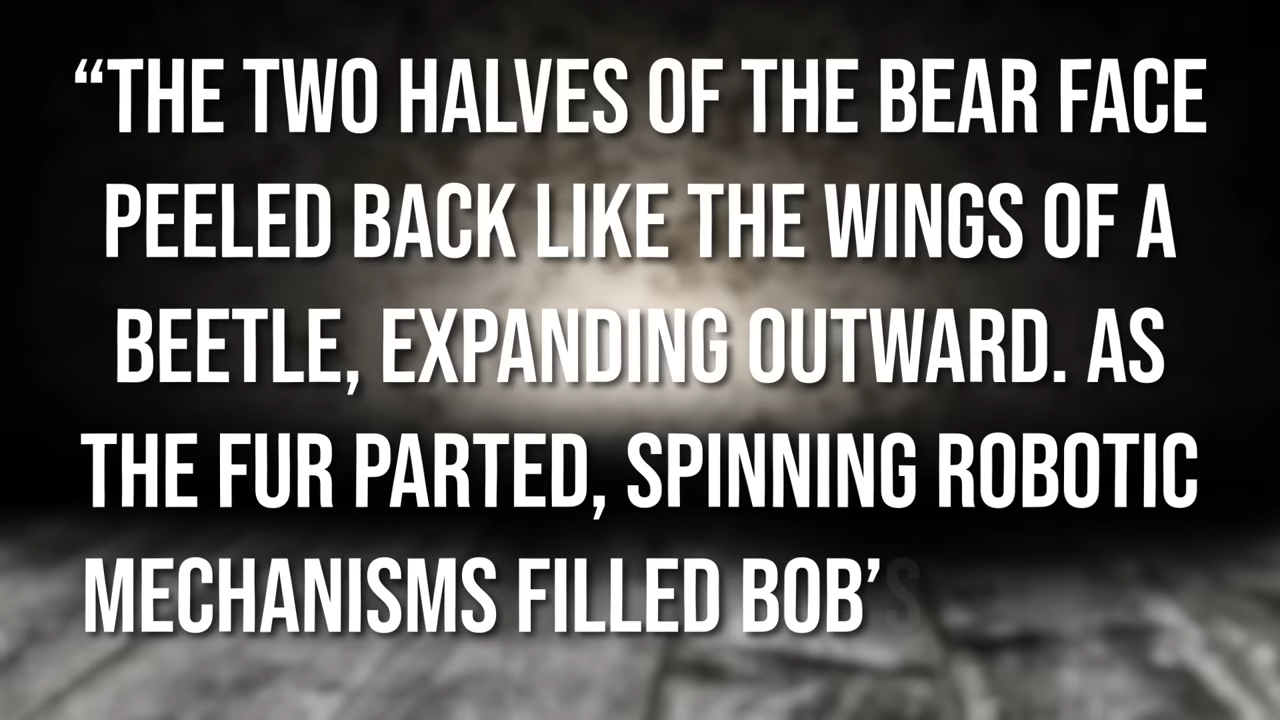 “THE TWO HALVES OF THE BEAR FACE
PEELED BACK LIKE THE WINGS OF A
BEETLE, EXPANDING OUTWARD. AS
THE FUR PARTED, SPINNING ROBOTIC
MECHANISMS FILLED BOB’S